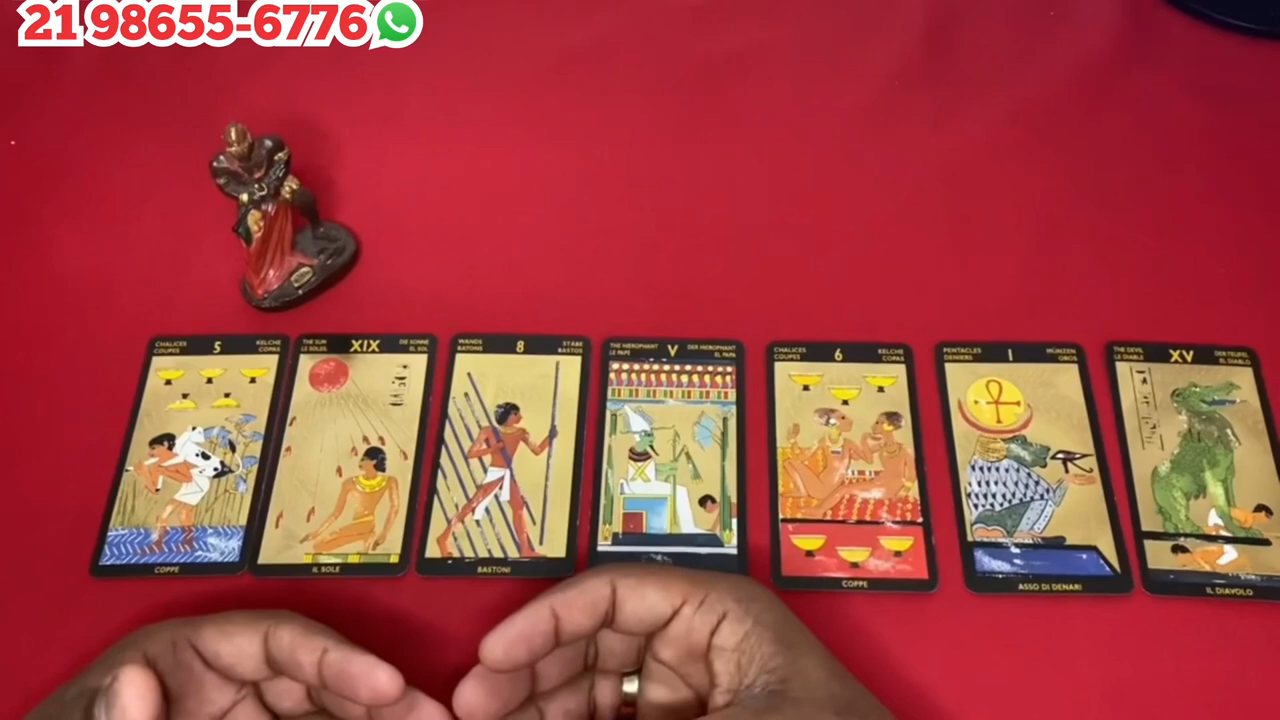 21 98655-6776
CHALICES
COUPES
5
KELCHE
COPAS
COPPE
THE SUN
LE SOLEIL
XIX
DIE SONNE
EL SOL
IL SOLE
WANDS
BATONS
8
STÄBE
BASTOS
BASTONI
THE HIEROPHANT
LE PAPE
V
DER HIEROPHANT
EL PAPA
CHALICES
COUPES
6
KELCHE
COPAS
COPPE
PENTACLES
DENIERS
I
MÜNZEN
OROS
ASSO DI DENARI
THE DEVIL
LE DIABLE
XV
DER TEUFEL
EL DIABLO
IL DIAVOLO